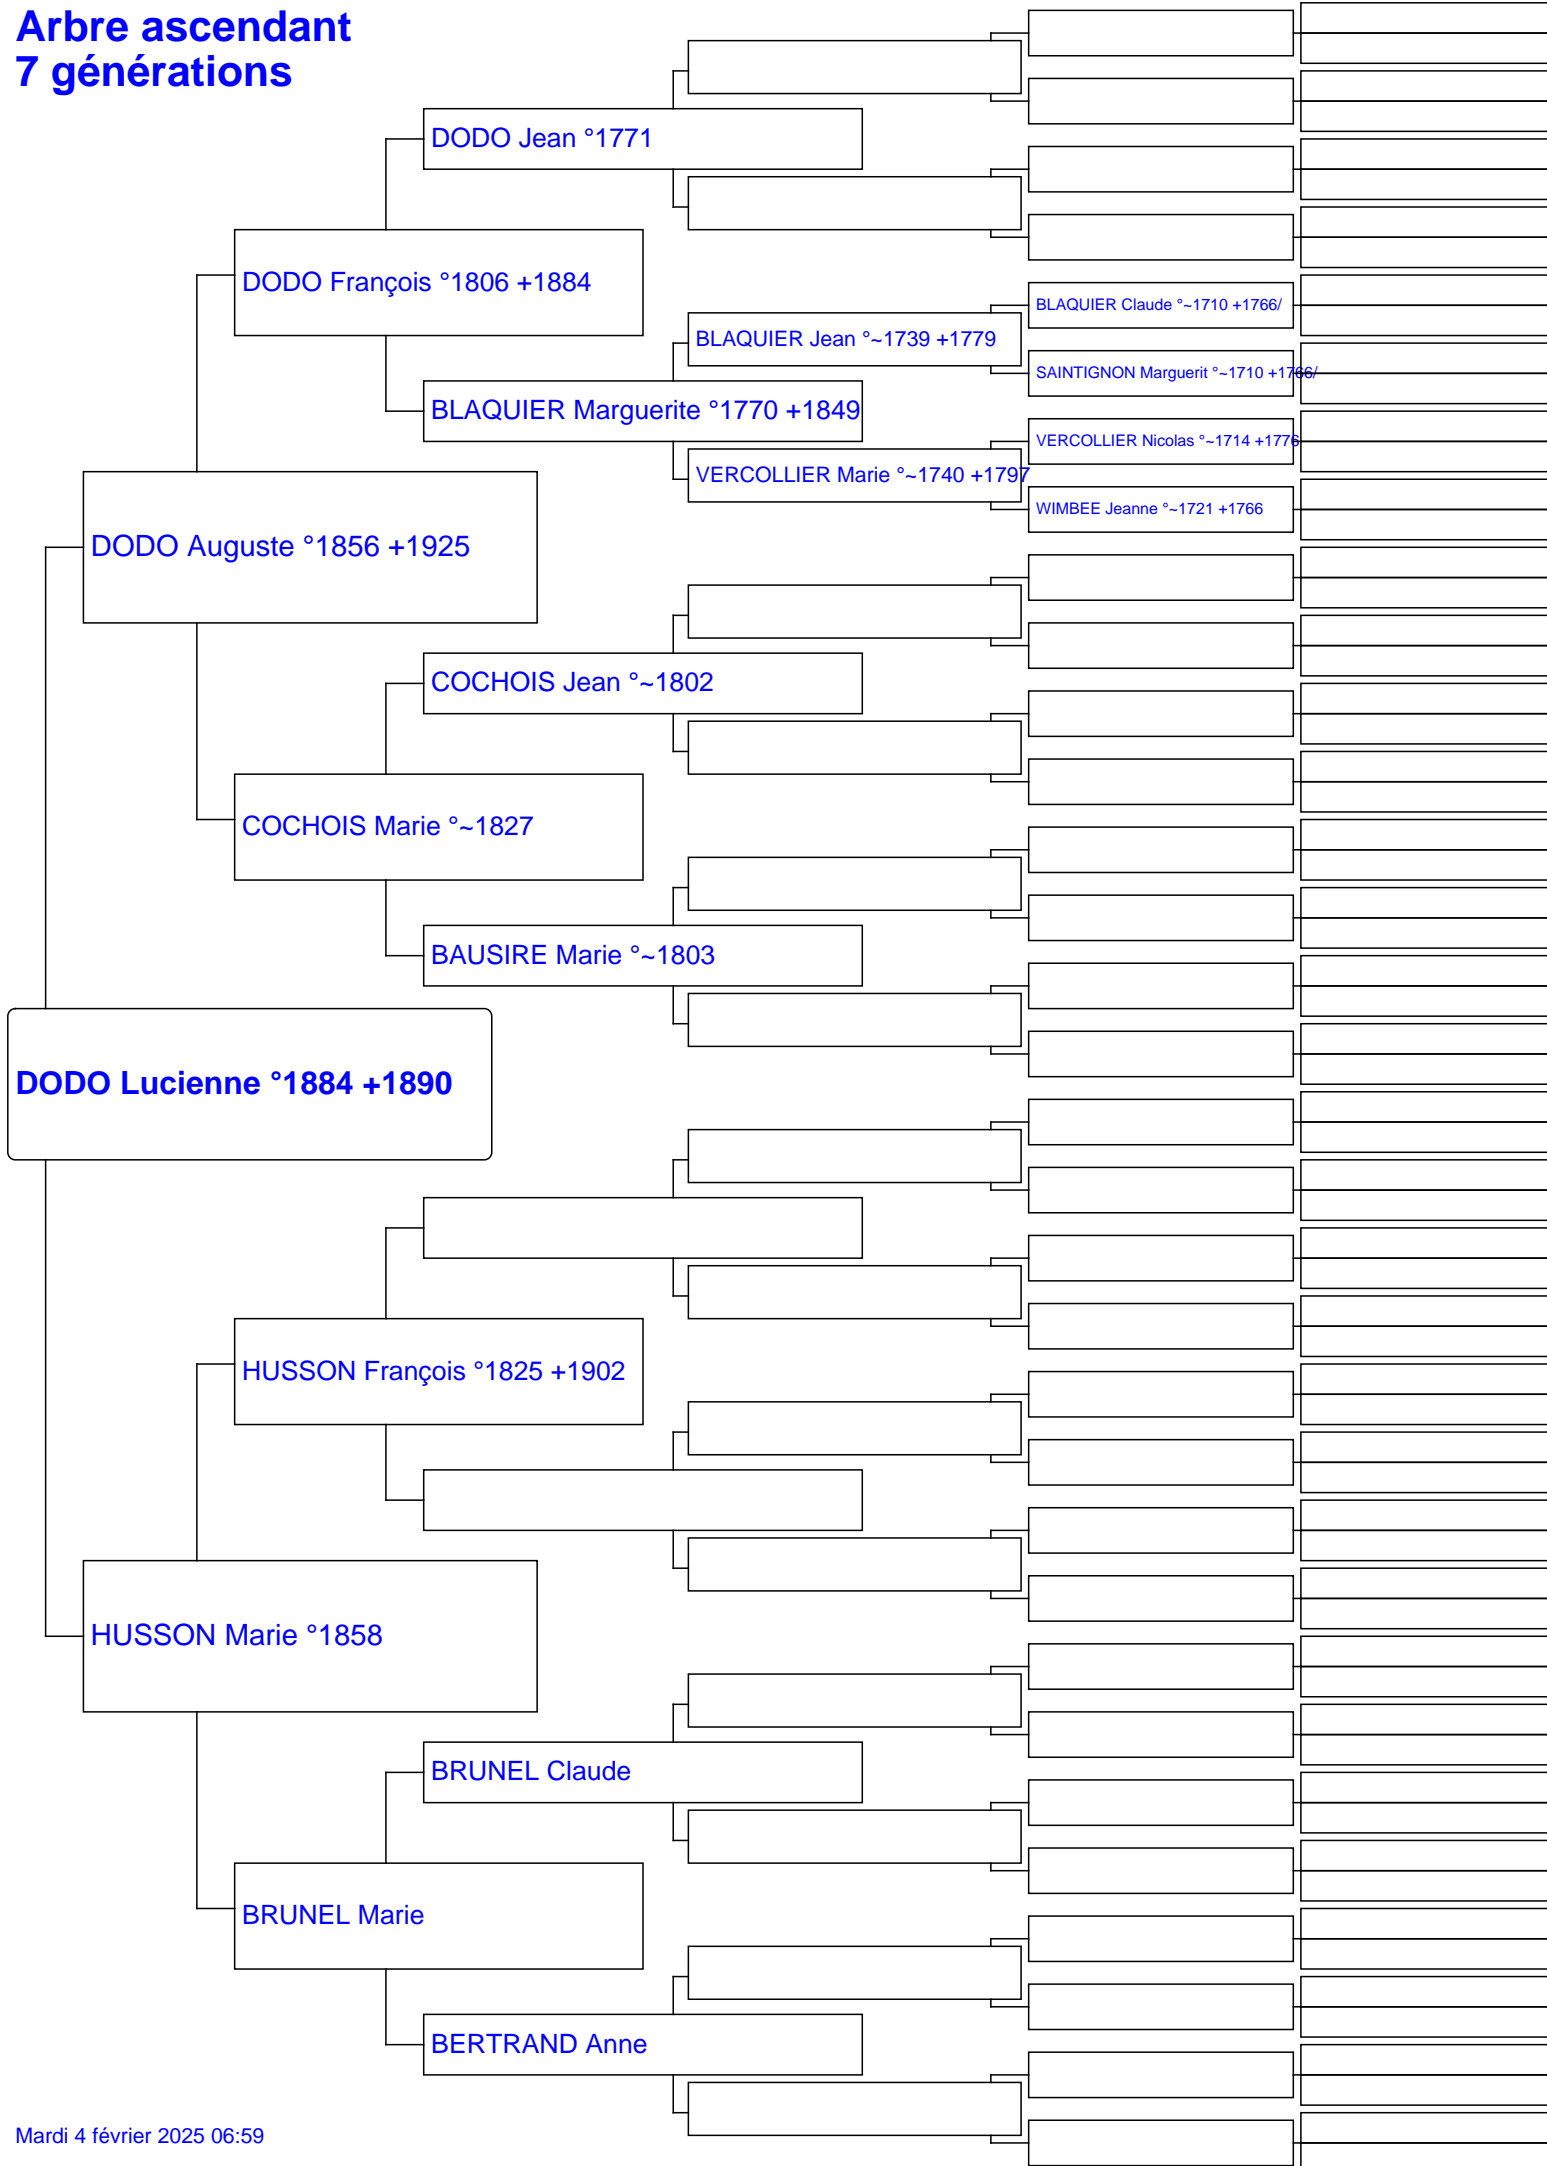 Arbre ascendant
7 générations
DODO Jean °1771
DODO François °1806 +1884
BLAQUIER Claude °~1710 +1766/
BLAQUIER Jean °~1739 +1779
SAINTIGNON Marguerit °~1710 +1766/
BLAQUIER Marguerite °1770 +1849
VERCOLLIER Nicolas °~1714 +1776
VERCOLLIER Marie °~1740 +1797
WIMBEE Jeanne °~1721 +1766
DODO Auguste °1856 +1925
COCHOIS Jean °~1802
COCHOIS Marie °~1827
BAUSIRE Marie °~1803
DODO Lucienne °1884 +1890
HUSSON François °1825 +1902
HUSSON Marie °1858
BRUNEL Claude
BRUNEL Marie
BERTRAND Anne
Mardi 4 février 2025 06:59